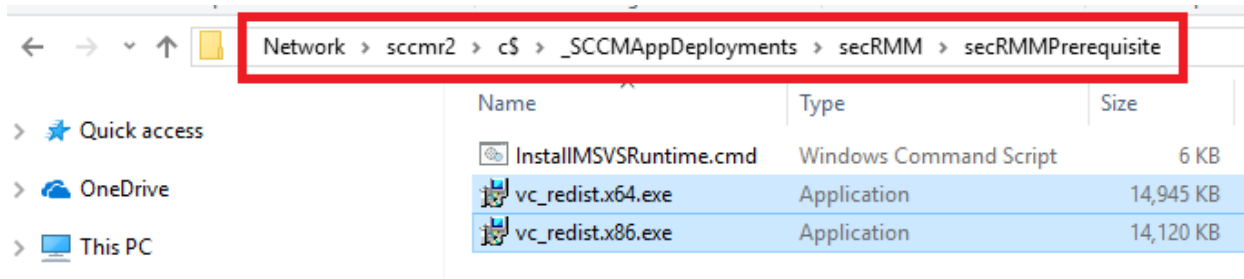 Network > sccmr2 > c$ > _SCCMAppDeployments > secRMM > secRMMPrerequisite
Name Type Size
Quick access
InstallMSVSRuntime.cmd Windows Command Script 6 KB
OneDrive
vc_redist.x64.exe Application 14,945 KB
vc_redist.x86.exe Application 14,120 KB
This PC